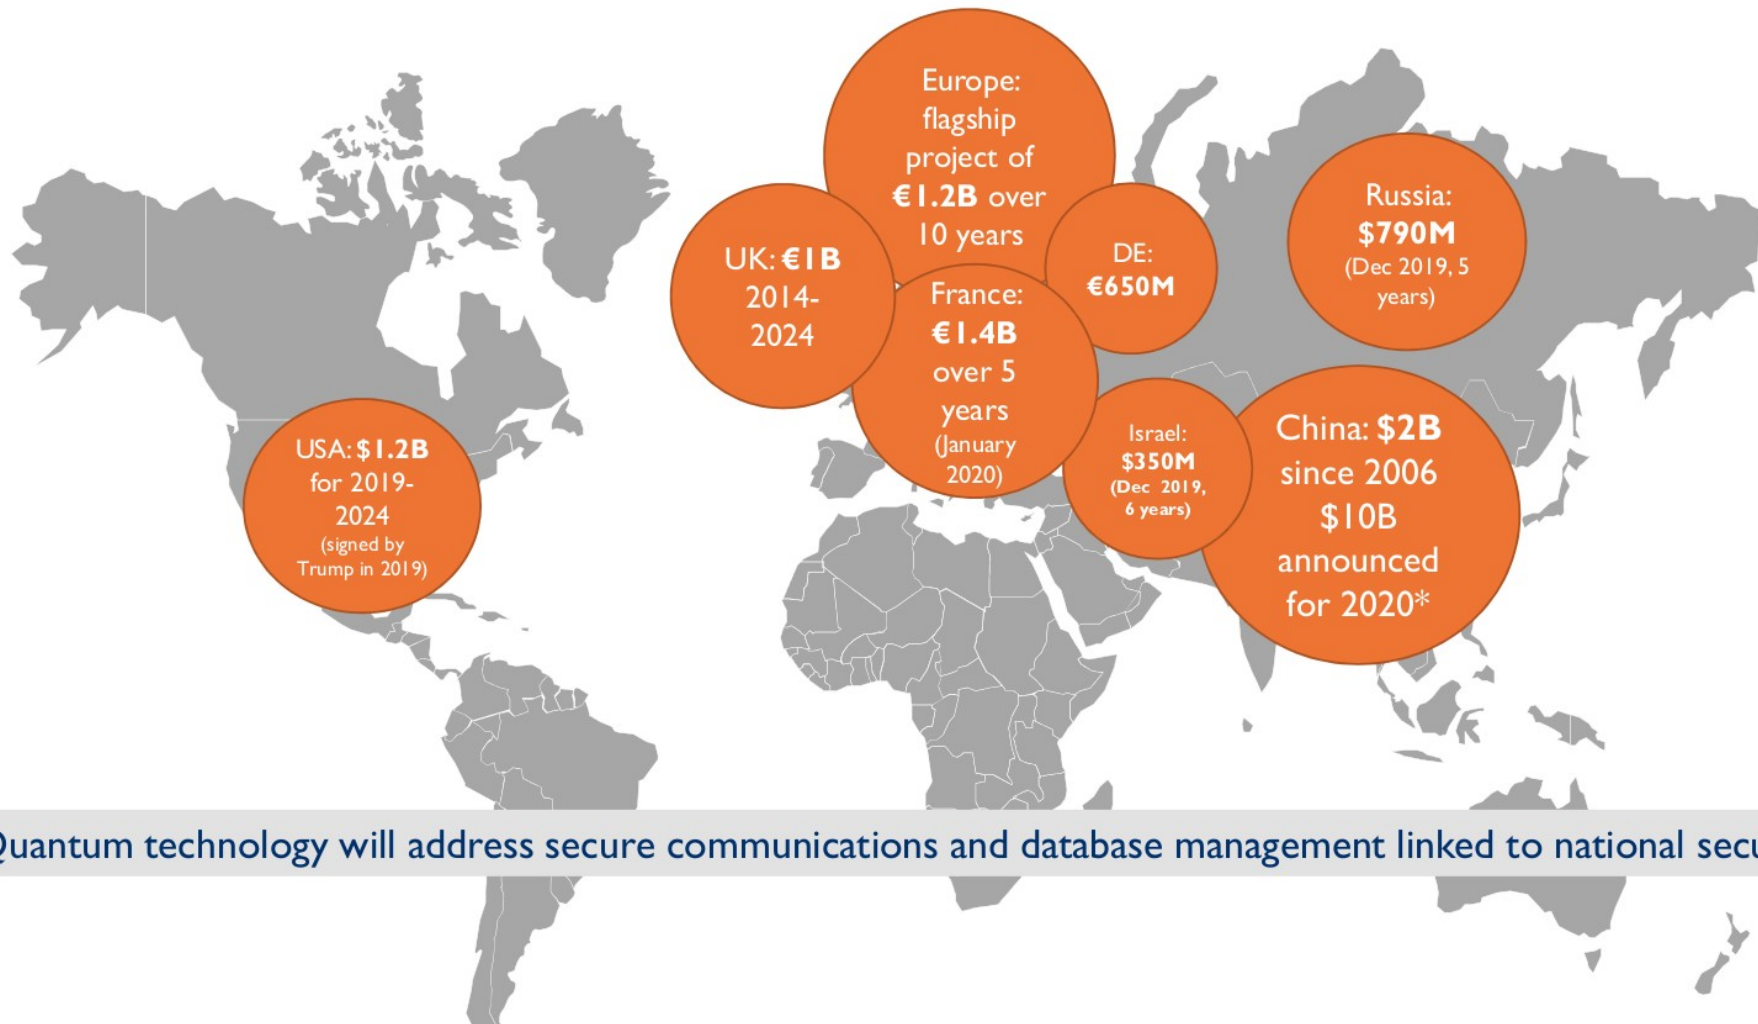 Europe:
flagship
project of
€1.2B over
10 years
UK: €1B
2014-
2024
France:
€1.4B
over 5
years
(January
2020)
DE:
€650M
Russia:
$790M
(Dec 2019, 5
years)
USA: $1.2B
for 2019-
2024
(signed by
Trump in 2019)
Israel:
$350M
(Dec 2019,
6 years)
China: $2B
since 2006
$10B
announced
for 2020*
Quantum technology will address secure communications and database management linked to national secu